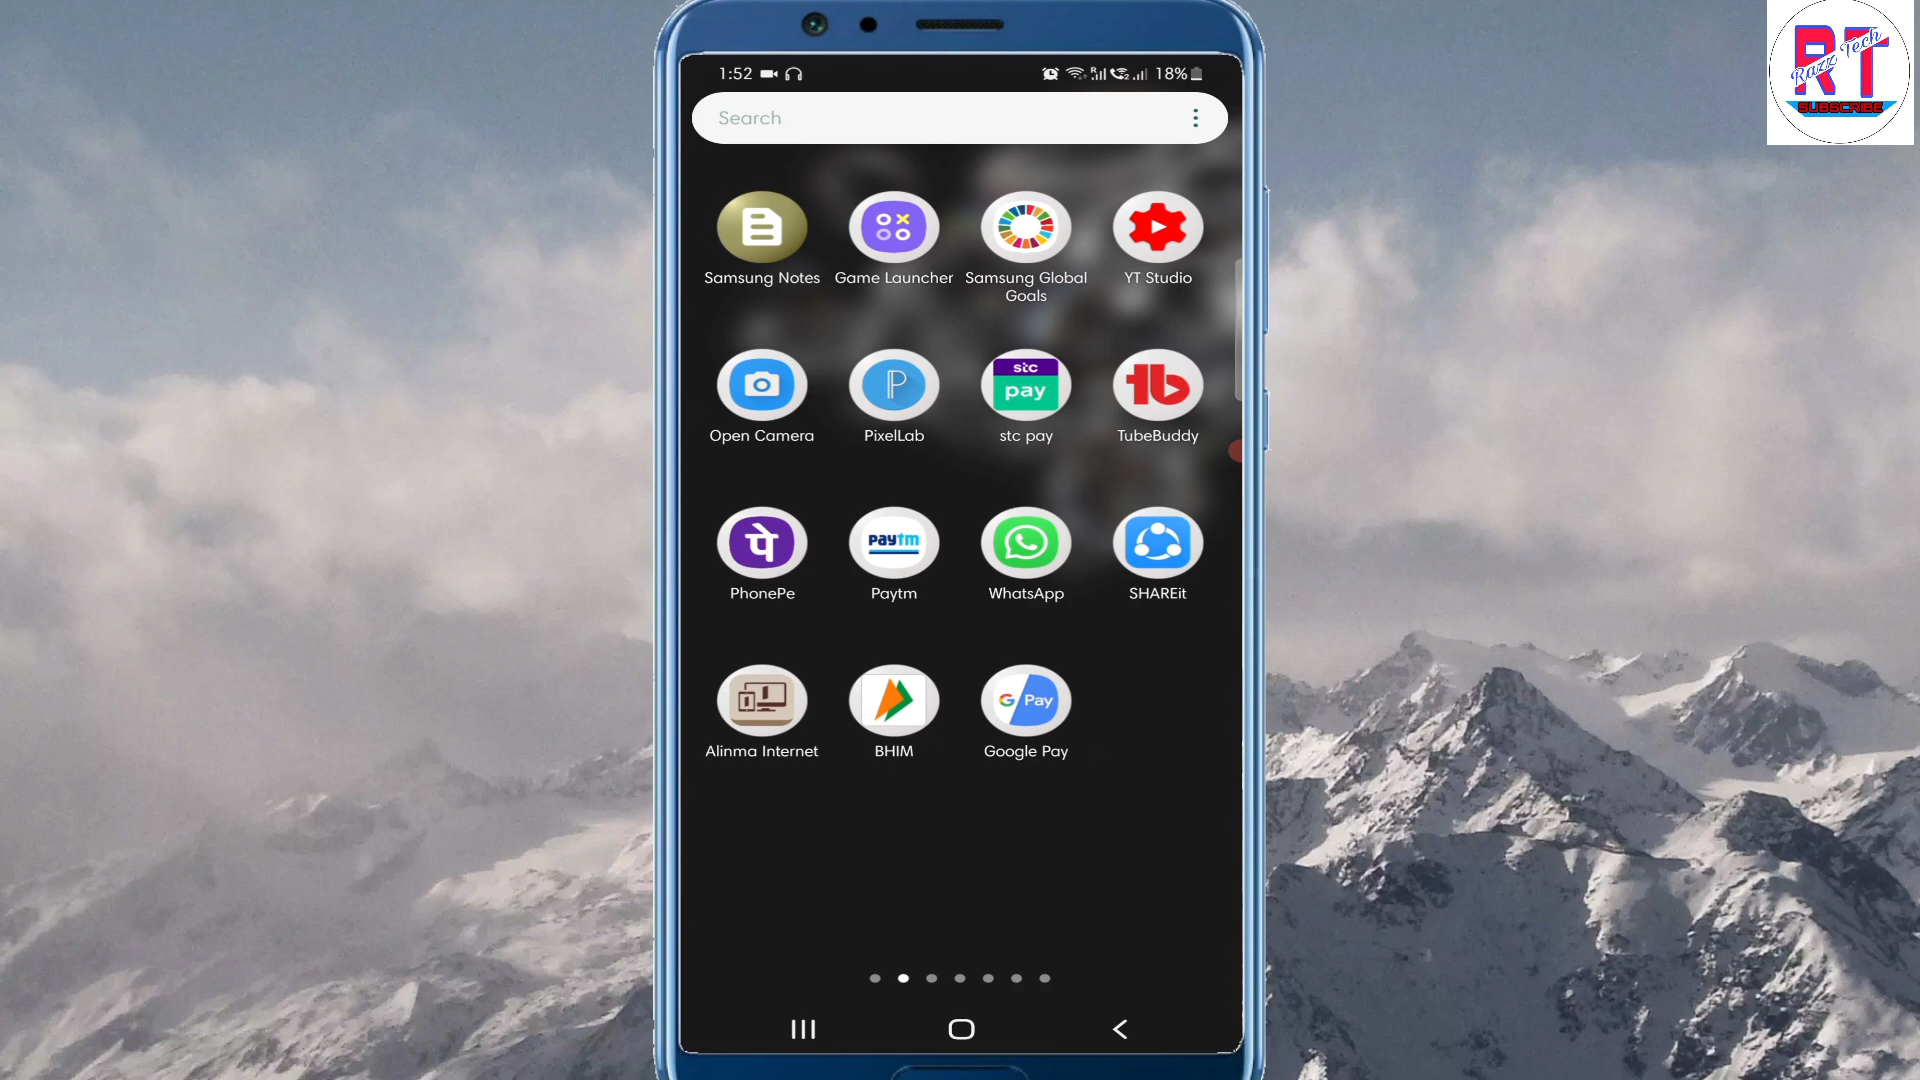 1:52
18%
RT
Razz Tech
SUBSCRIBE
Search
Samsung Notes
Game Launcher
Samsung Global
Goals
YT Studio
P
stc
pay
tb
Open Camera
PixelLab
stc pay
TubeBuddy
पे
paytm
PhonePe
Paytm
WhatsApp
SHAREit
G Pay
Alinma Internet
BHIM
Google Pay